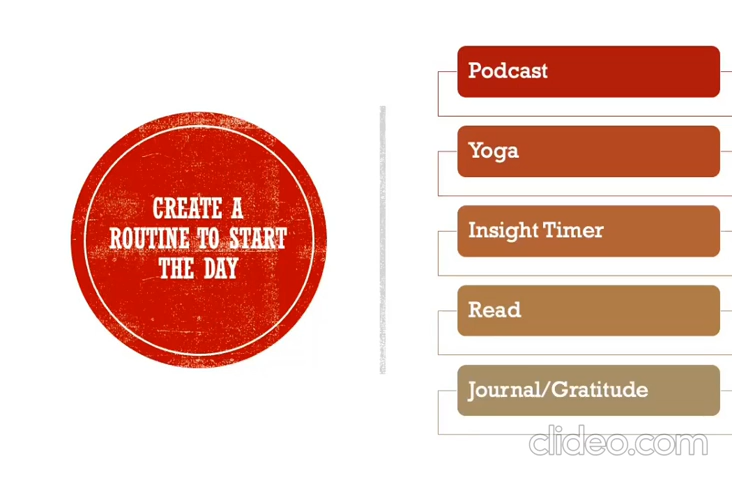 CREATE A
ROUTINE TO START
THE DAY
Podcast
Yoga
Insight Timer
Read
Journal/Gratitude
clideo.com